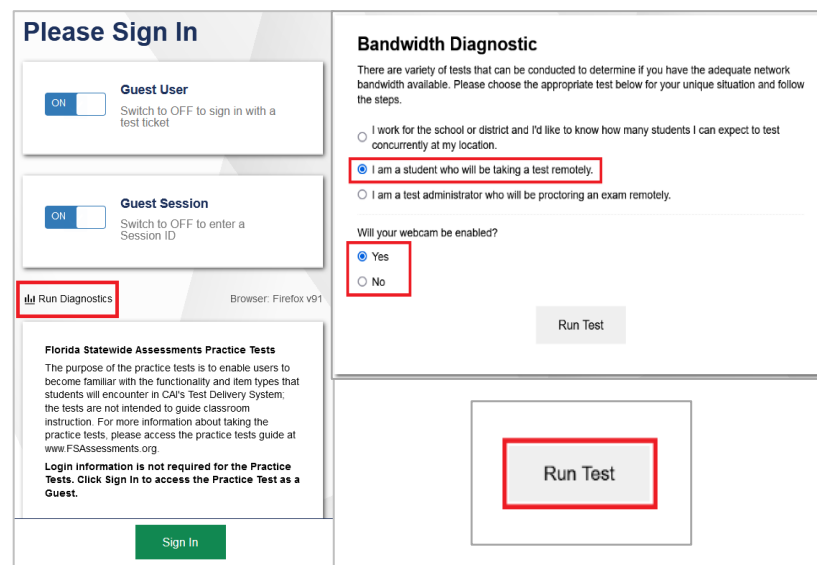 Please Sign In
ON
Guest User
Switch to OFF to sign in with a
test ticket
ON
Guest Session
Switch to OFF to enter a
Session ID
Run Diagnostics
Browser: Firefox v91
Florida Statewide Assessments Practice Tests
The purpose of the practice tests is to enable users to
become familiar with the functionality and item types that
students will encounter in CAI's Test Delivery System;
the tests are not intended to guide classroom
instruction. For more information about taking the
practice tests, please access the practice tests guide at
www.FSAssessments.org.
Login information is not required for the Practice
Tests. Click Sign In to access the Practice Test as a
Guest.
Sign In
Bandwidth Diagnostic
There are variety of tests that can be conducted to determine if you have the adequate network
bandwidth available. Please choose the appropriate test below for your unique situation and follow
the steps.
I work for the school or district and I'd like to know how many students I can expect to test
concurrently at my location.
I am a student who will be taking a test remotely.
I am a test administrator who will be proctoring an exam remotely.
Will your webcam be enabled?
Yes
No
Run Test
Run Test